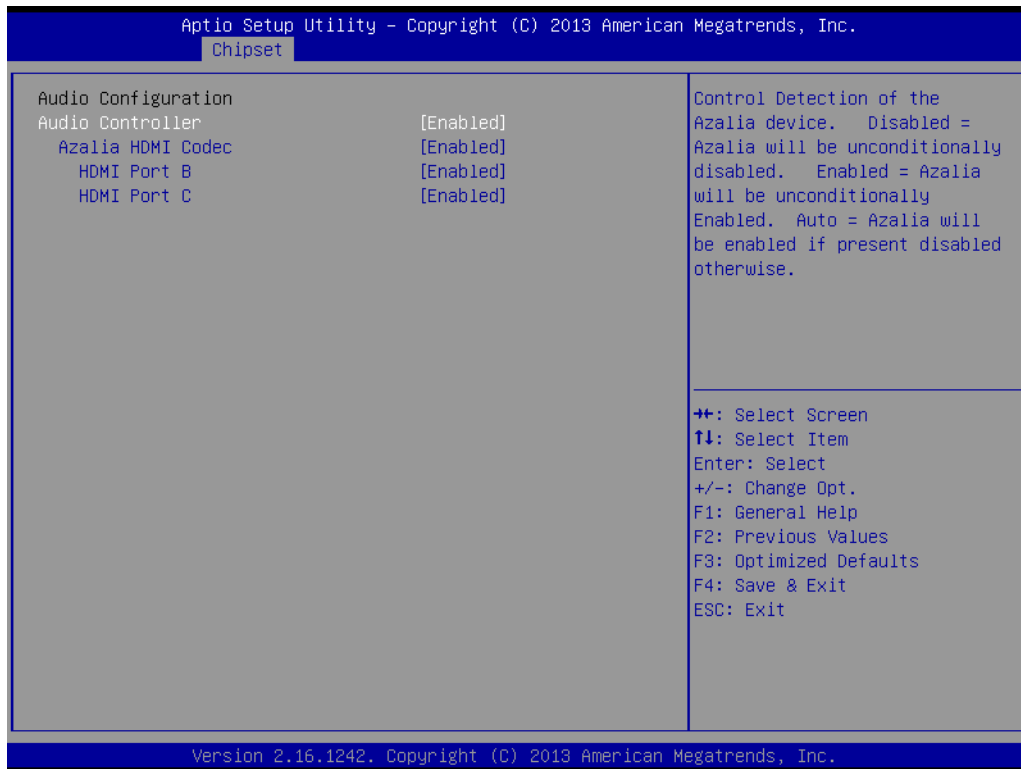 Aptio Setup Utility – Copyright (C) 2013 American Megatrends, Inc.
Chipset
Audio Configuration
Audio Controller [Enabled]
Azalia HDMI Codec [Enabled]
HDMI Port B [Enabled]
HDMI Port C [Enabled]
Control Detection of the
Azalia device. Disabled =
Azalia will be unconditionally
disabled. Enabled = Azalia
will be unconditionally
Enabled. Auto = Azalia will
be enabled if present disabled
otherwise.
→←: Select Screen
↑↓: Select Item
Enter: Select
+/-: Change Opt.
F1: General Help
F2: Previous Values
F3: Optimized Defaults
F4: Save & Exit
ESC: Exit
Version 2.16.1242. Copyright (C) 2013 American Megatrends, Inc.